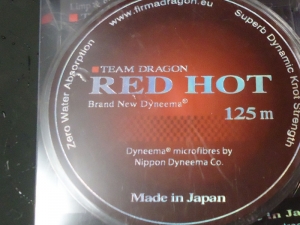 www.firmadragon.eu
Zero Water Absorption
Superb Dynamic Knot Strength
TEAM DRAGON
RED HOT
Brand New Dyneema®
125 m
Dyneema® microfibres by
Nippon Dyneema Co.
Made in Japan